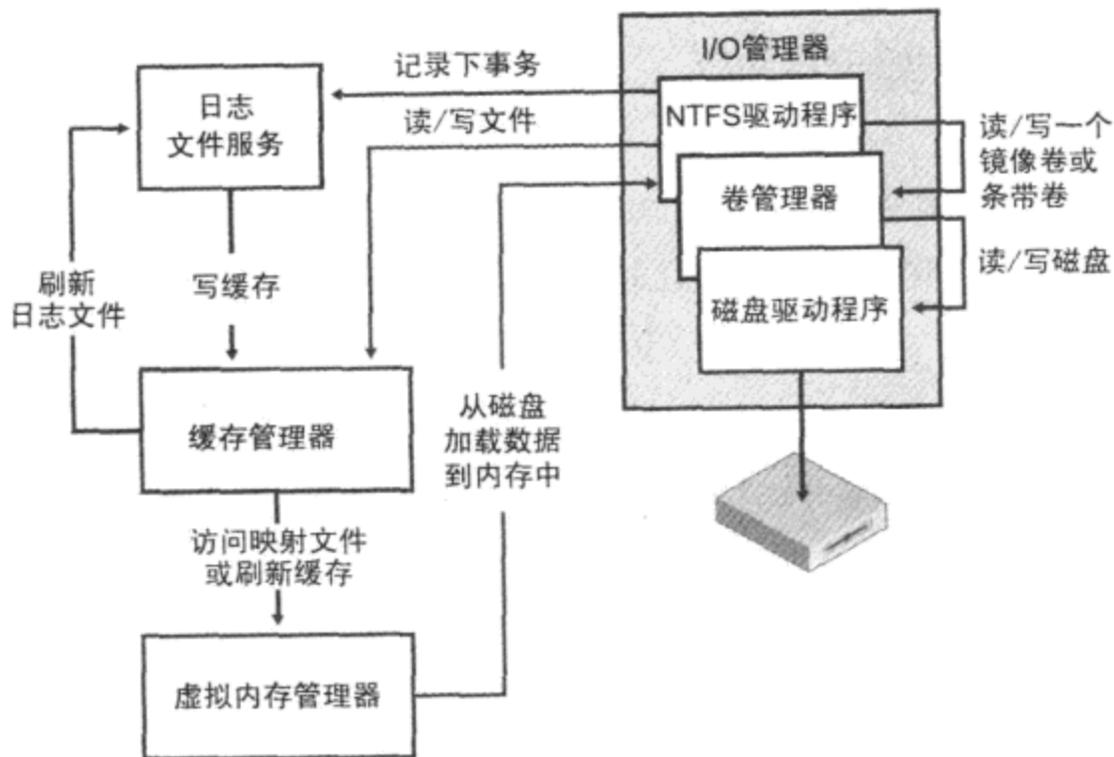 I/O管理器
记录下事务
日志
文件服务
NTFS驱动程序
读/写文件
读/写一个
镜像卷或
条带卷
卷管理器
刷新
日志文件
写缓存
读/写磁盘
磁盘驱动程序
缓存管理器
从磁盘
加载数据
到内存中
访问映射文件
或刷新缓存
虚拟内存管理器